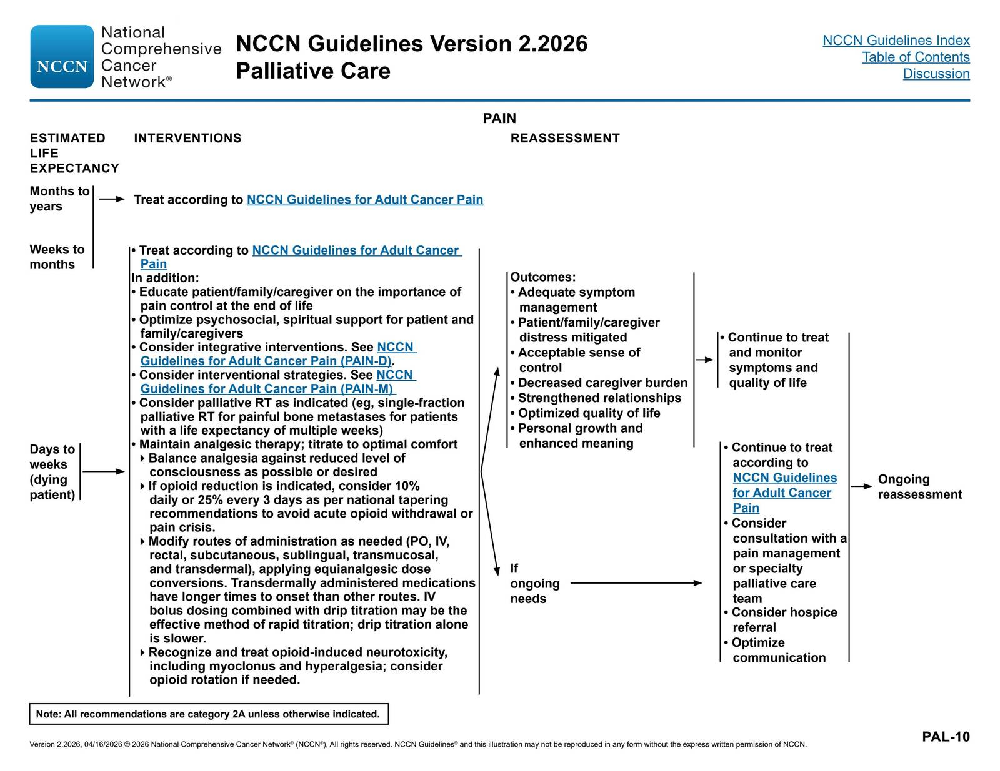 National
Comprehensive
Cancer
Network®
NCCN
NCCN Guidelines Version 2.2026
Palliative Care
NCCN Guidelines Index
Table of Contents
Discussion
PAIN
ESTIMATED
LIFE
EXPECTANCY
INTERVENTIONS
REASSESSMENT
Months to
years
Treat according to NCCN Guidelines for Adult Cancer Pain
Weeks to
months
Days to
weeks
(dying
patient)
• Treat according to NCCN Guidelines for Adult Cancer
Pain
In addition:
• Educate patient/family/caregiver on the importance of
pain control at the end of life
• Optimize psychosocial, spiritual support for patient and
family/caregivers
• Consider integrative interventions. See NCCN
Guidelines for Adult Cancer Pain (PAIN-D).
• Consider interventional strategies. See NCCN
Guidelines for Adult Cancer Pain (PAIN-M)
• Consider palliative RT as indicated (eg, single-fraction
palliative RT for painful bone metastases for patients
with a life expectancy of multiple weeks)
• Maintain analgesic therapy; titrate to optimal comfort
▸ Balance analgesia against reduced level of
consciousness as possible or desired
▸ If opioid reduction is indicated, consider 10%
daily or 25% every 3 days as per national tapering
recommendations to avoid acute opioid withdrawal or
pain crisis.
▸ Modify routes of administration as needed (PO, IV,
rectal, subcutaneous, sublingual, transmucosal,
and transdermal), applying equianalgesic dose
conversions. Transdermally administered medications
have longer times to onset than other routes. IV
bolus dosing combined with drip titration may be the
effective method of rapid titration; drip titration alone
is slower.
▸ Recognize and treat opioid-induced neurotoxicity,
including myoclonus and hyperalgesia; consider
opioid rotation if needed.
Outcomes:
• Adequate symptom
management
• Patient/family/caregiver
distress mitigated
• Acceptable sense of
control
• Decreased caregiver burden
• Strengthened relationships
• Optimized quality of life
• Personal growth and
enhanced meaning
If
ongoing
needs
• Continue to treat
and monitor
symptoms and
quality of life
• Continue to treat
according to
NCCN Guidelines
for Adult Cancer
Pain
• Consider
consultation with a
pain management
or specialty
palliative care
team
• Consider hospice
referral
• Optimize
communication
Ongoing
reassessment
Note: All recommendations are category 2A unless otherwise indicated.
PAL-10
Version 2.2026, 04/16/2026 © 2026 National Comprehensive Cancer Network® (NCCN®), All rights reserved. NCCN Guidelines® and this illustration may not be reproduced in any form without the express written permission of NCCN.